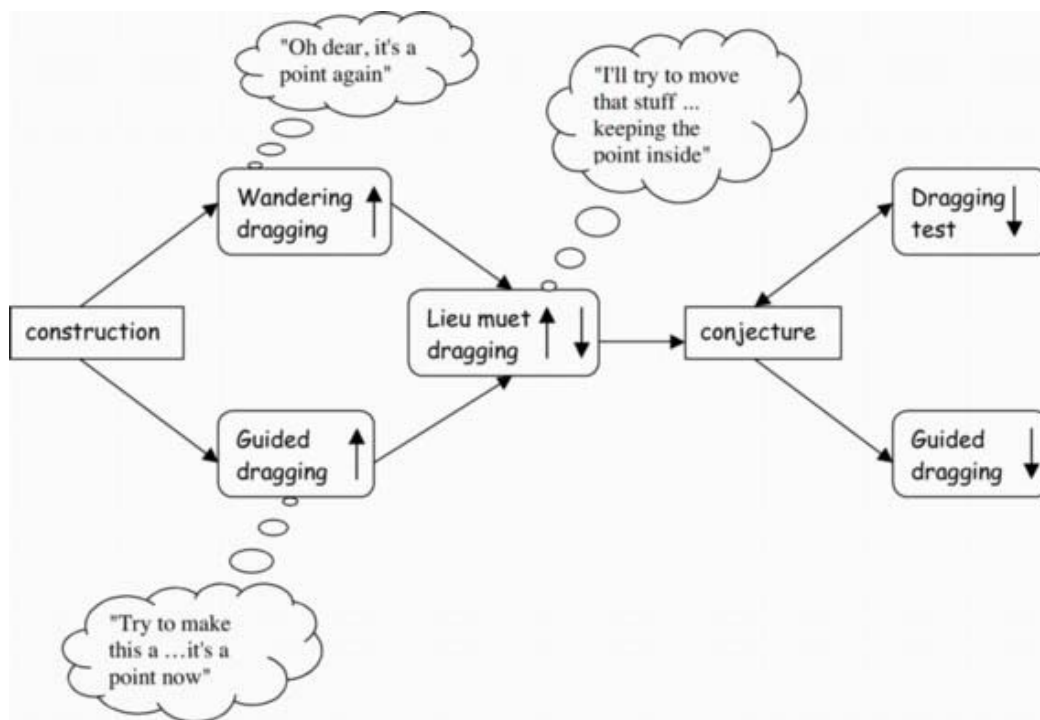 "Oh dear, it's a
point again"
"I'll try to move
that stuff ...
keeping the
point inside"
Wandering
dragging
Dragging
test
construction
Lieu muet
dragging
conjecture
Guided
dragging
Guided
dragging
"Try to make
this a ...it's a
point now"